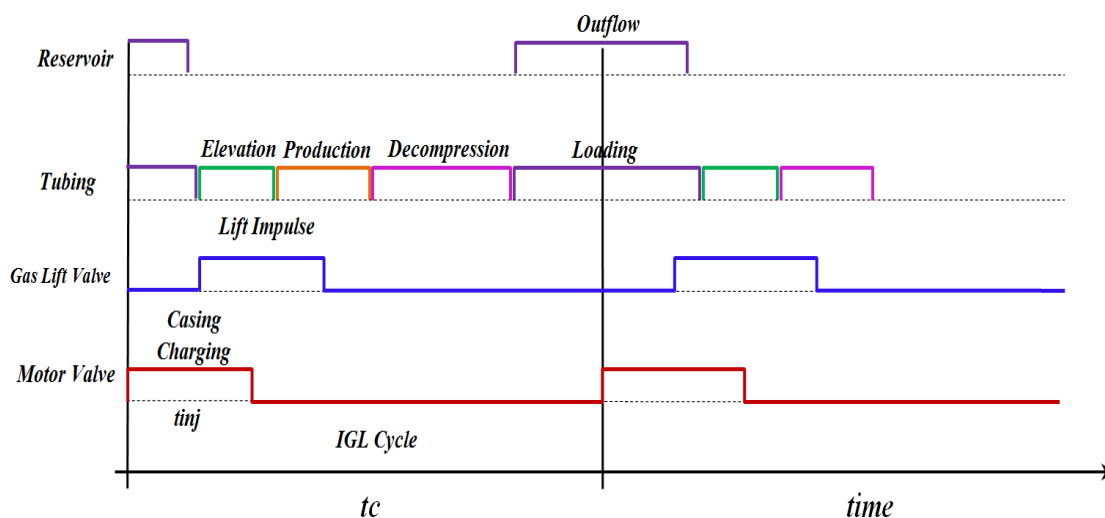 Outflow
Reservoir
Elevation Production Decompression Loading
Tubing
Lift Impulse
Gas Lift Valve
Casing
Charging
Motor Valve
tinj
IGL Cycle
tc time